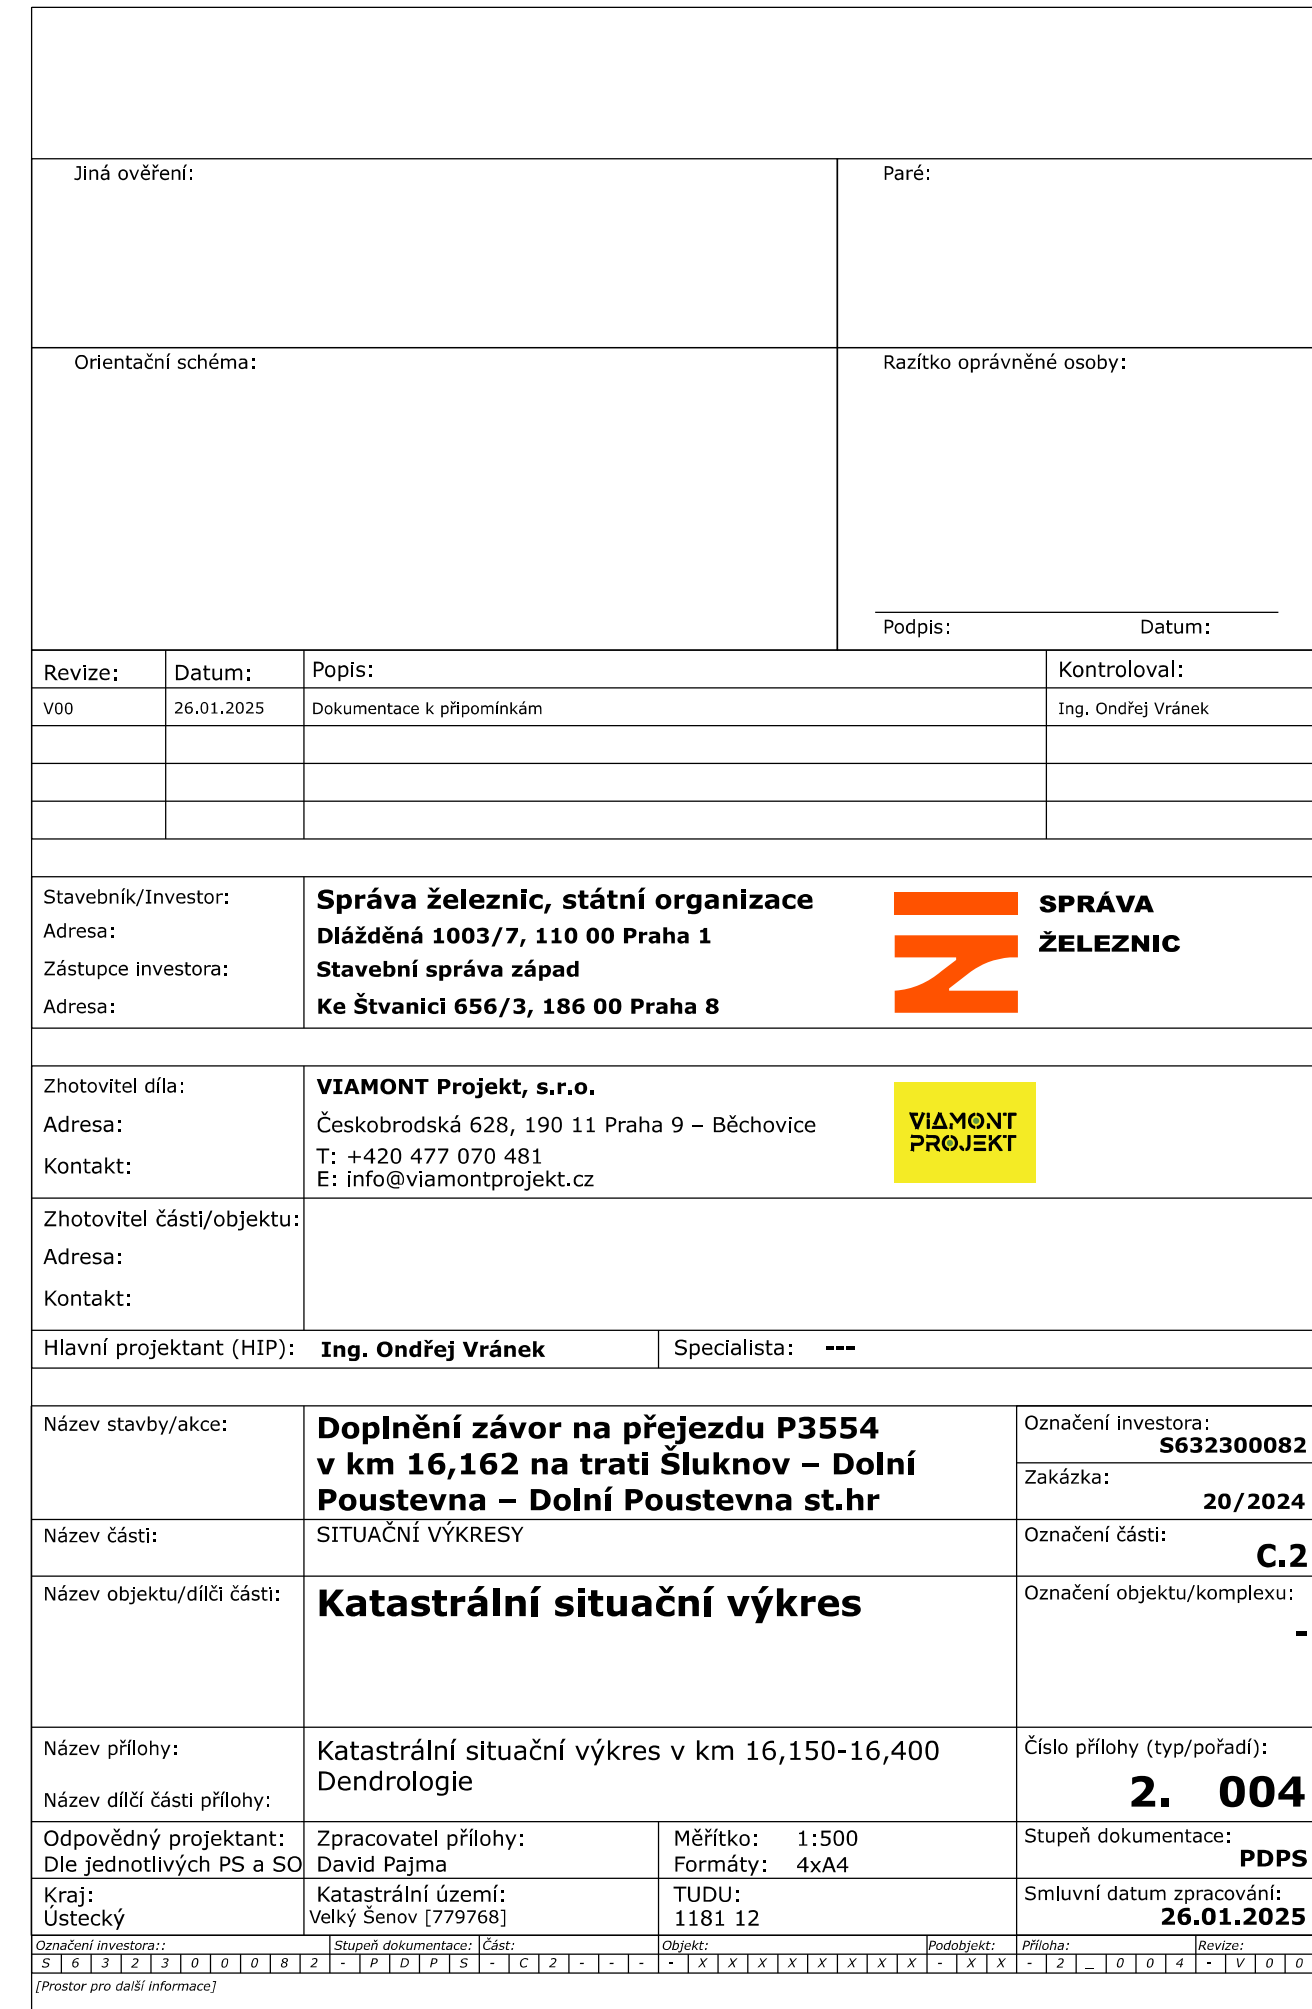 Jiná ověření:
Paré:
Orientační schéma:
Razítko oprávněné osoby:
Podpis:
Datum:
Revize:
Datum:
Popis:
Kontroloval:
V00
26.01.2025
Dokumentace k připomínkám
Ing. Ondřej Vránek
Stavebník/Investor:
Správa železnic, státní organizace
Adresa:
Dlážděná 1003/7, 110 00 Praha 1
Zástupce investora:
Stavební správa západ
Adresa:
Ke Štvanici 656/3, 186 00 Praha 8
SPRÁVA
ŽELEZNIC
Zhotovitel díla:
VIAMONT Projekt, s.r.o.
Adresa:
Českobrodská 628, 190 11 Praha 9 – Běchovice
Kontakt:
T: +420 477 070 481
E: info@viamontprojekt.cz
VIAMONT
PROJEKT
Zhotovitel části/objektu:
Adresa:
Kontakt:
Hlavní projektant (HIP):
Ing. Ondřej Vránek
Specialista: ---
Název stavby/akce:
Doplnění závor na přejezdu P3554
v km 16,162 na trati Šluknov – Dolní
Poustevna – Dolní Poustevna st.hr
Označení investora:
S632300082
Zakázka:
20/2024
Název části:
SITUAČNÍ VÝKRESY
Označení části:
C.2
Název objektu/dílči části:
Katastrální situační výkres
Označení objektu/komplexu:
-
Název přílohy:
Katastrální situační výkres v km 16,150-16,400
Dendrologie
Název dílčí části přílohy:
Číslo přílohy (typ/pořadí):
2. 004
Odpovědný projektant:
Dle jednotlivých PS a SO
Zpracovatel přílohy:
David Pajma
Měřítko: 1:500
Formáty: 4xA4
Stupeň dokumentace:
PDPS
Kraj:
Ústecký
Katastrální území:
Velký Šenov [779768]
TUDU:
1181 12
Smluvní datum zpracování:
26.01.2025
Označení investora:: Stupeň dokumentace: Část: Objekt: Podobjekt: Příloha: Revize:
S 6 3 2 3 0 0 0 8 2 - P D P S - C 2 - - - - X X X X X X X X - X X - 2 _ 0 0 4 - V 0 0
[Prostor pro další informace]